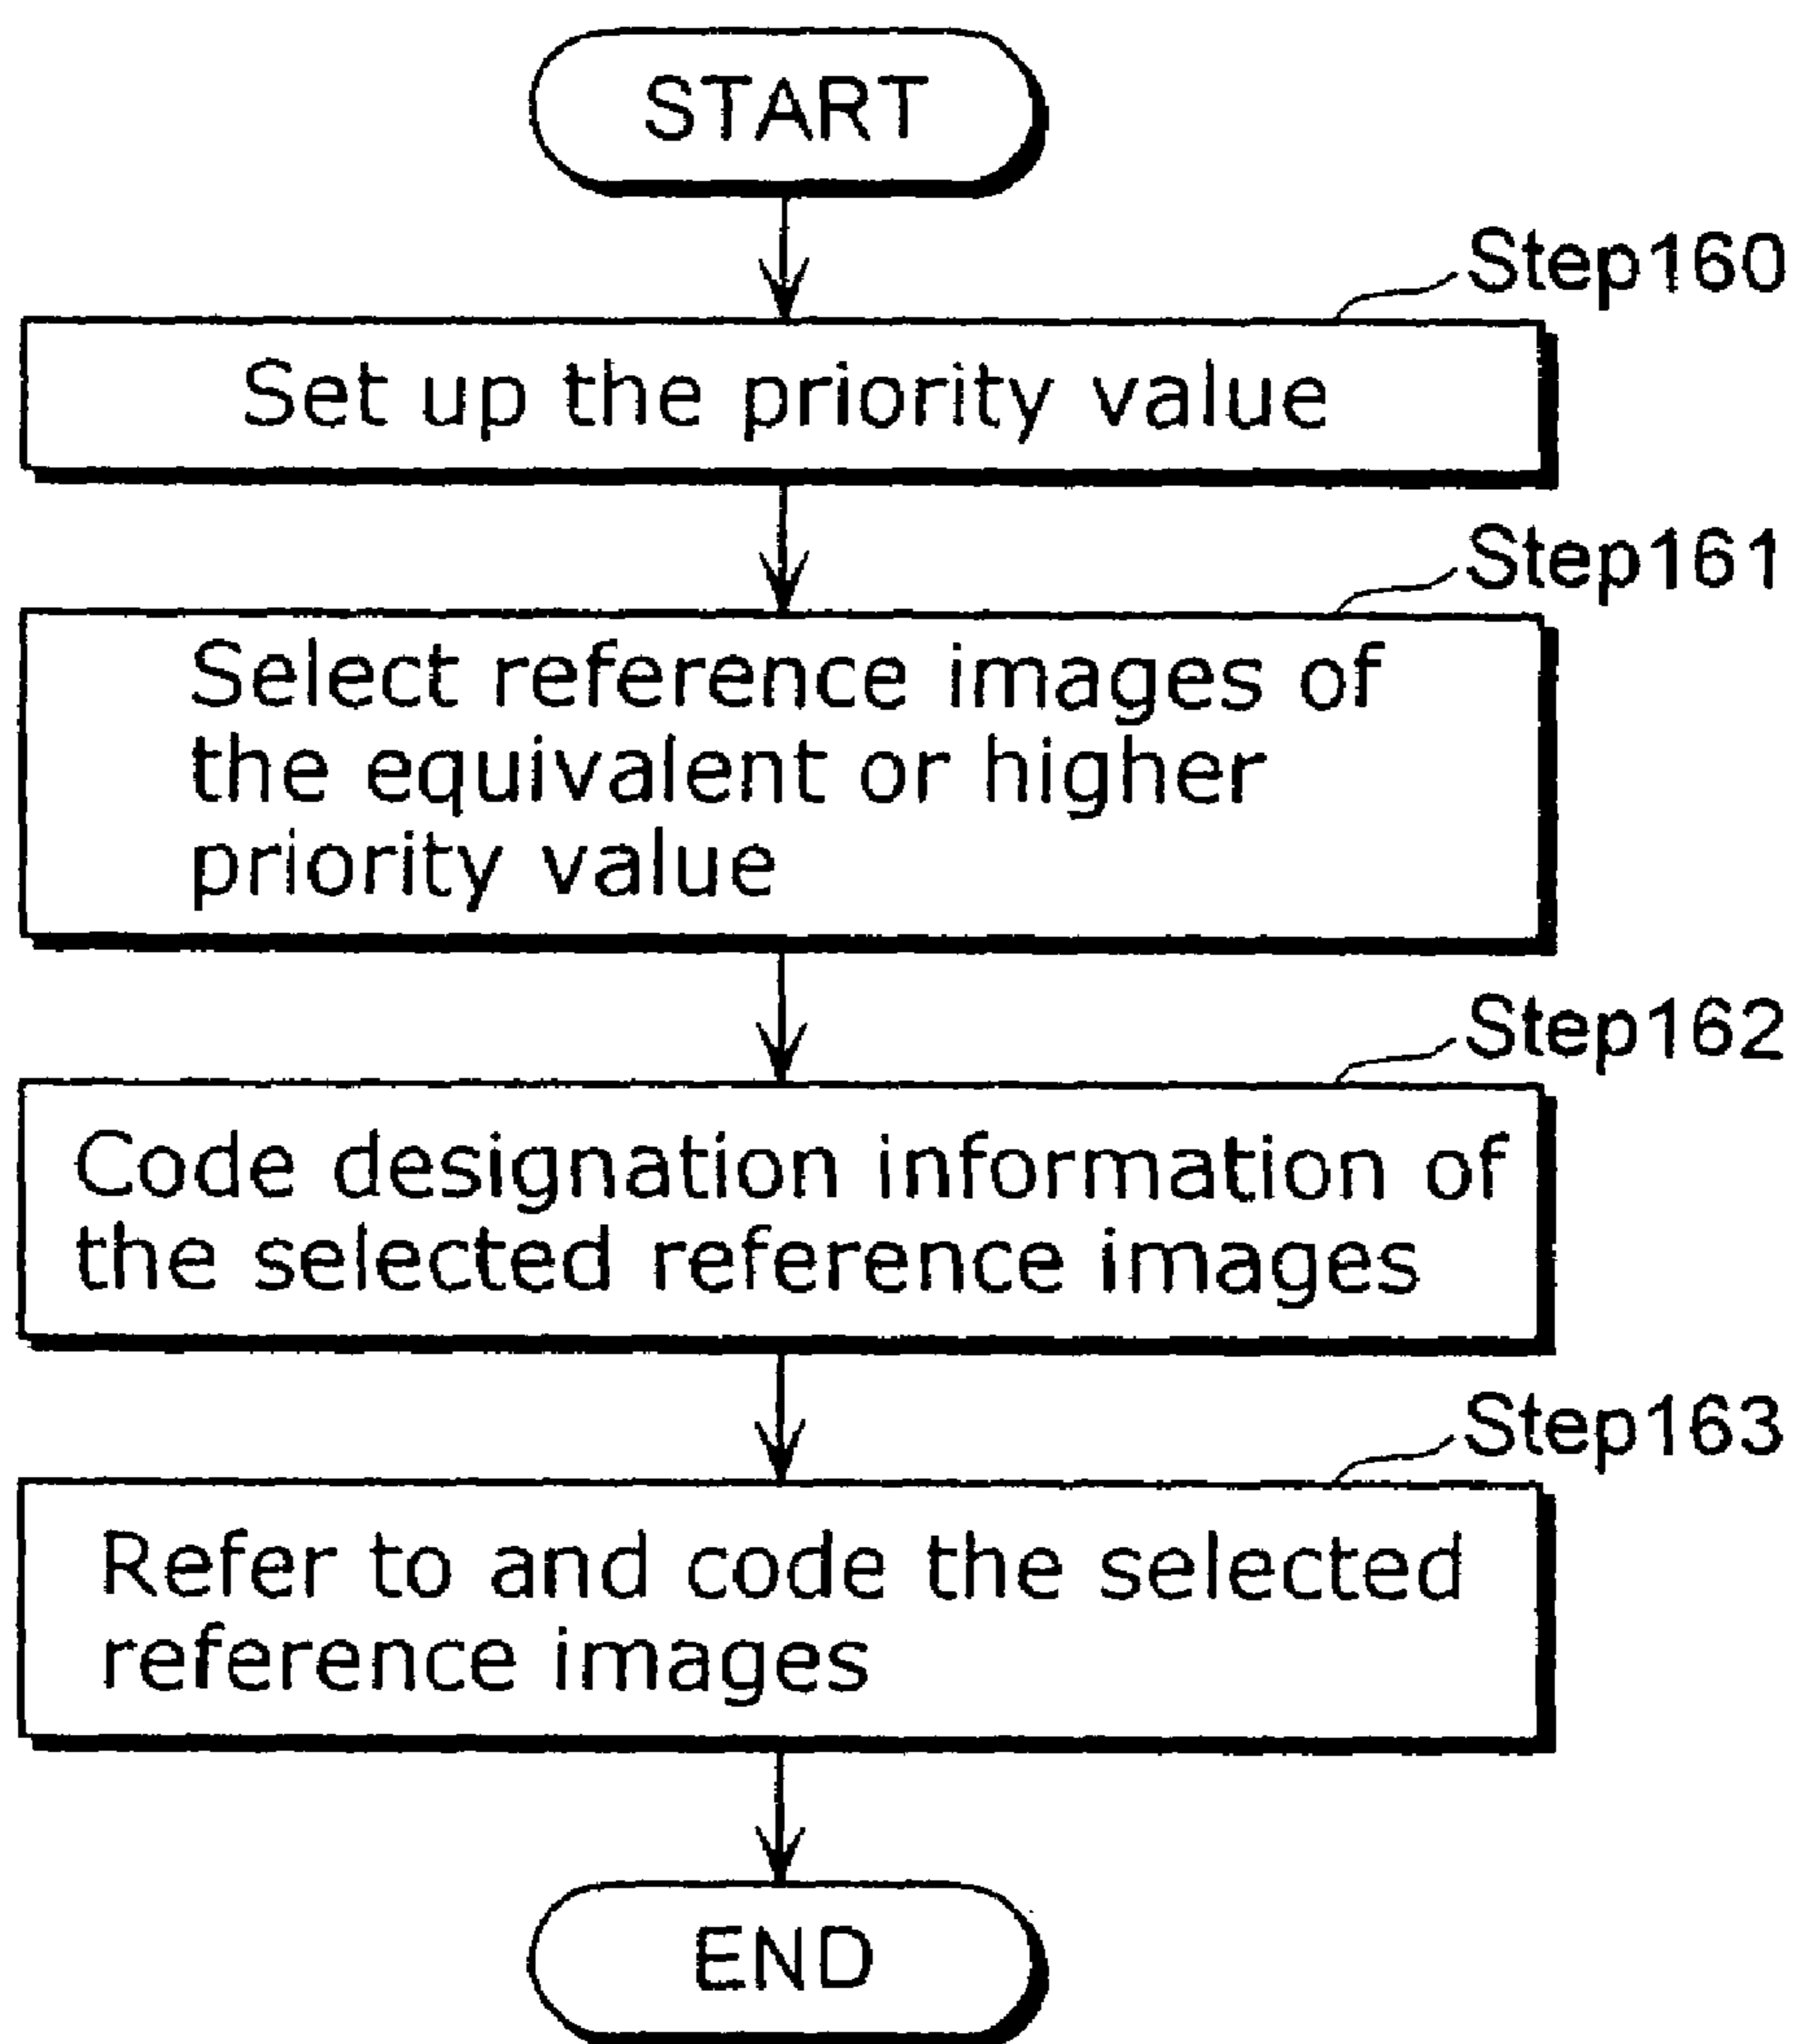 START
Step160
Set up the priority value
Step161
Select reference images of
the equivalent or higher
priority value
Step162
Code designation information of
the selected reference images
Step163
Refer to and code the selected
reference images
END